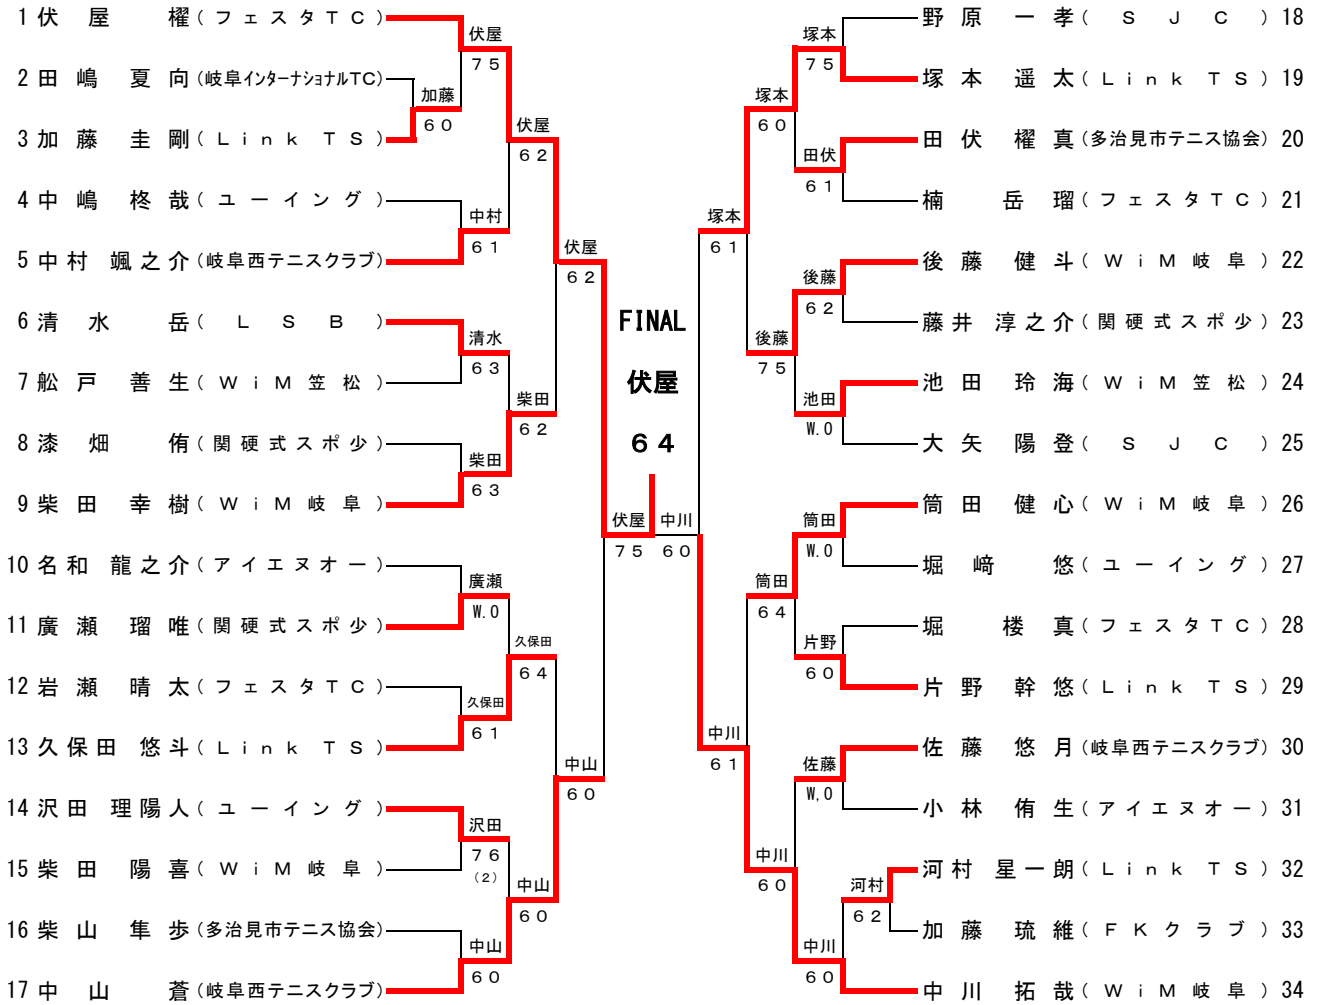 1 伏屋 櫂 (フェスタTC)
2 田嶋 夏向 (岐阜インターナショナルTC)
3 加藤 圭剛 (Link TS)
4 中嶋 柊哉 (ユーイング)
5 中村 颯之介 (岐阜西テニスクラブ)
6 清水 岳 (LSB)
7 舩戸 善生 (WiM笠松)
8 漆畑 侑 (関硬式スポ少)
9 柴田 幸樹 (WiM岐阜)
10 名和 龍之介 (アイエヌオー)
11 廣瀬 瑠唯 (関硬式スポ少)
12 岩瀬 晴太 (フェスタTC)
13 久保田 悠斗 (Link TS)
14 沢田 理陽人 (ユーイング)
15 柴田 陽喜 (WiM岐阜)
16 柴山 隼歩 (多治見市テニス協会)
17 中山 蒼 (岐阜西テニスクラブ)
伏屋
75
加藤
60
中村
61
清水
63
柴田
63
廣瀬
W.0
久保田
61
沢田
76
(2)
中山
60
伏屋
62
柴田
62
久保田
64
中山
60
伏屋
62
中山
60
伏屋
75
FINAL
伏屋
64
中川
60
塚本
61
中川
61
塚本
60
後藤
75
筒田
64
中川
60
塚本
75
田伏
61
後藤
62
池田
W.0
筒田
W.0
片野
60
佐藤
W,0
河村
62
中川
60
野原 一孝 (SJC) 18
塚本 遥太 (Link TS) 19
田伏 櫂真 (多治見市テニス協会) 20
楠 岳瑠 (フェスタTC) 21
後藤 健斗 (WiM岐阜) 22
藤井 淳之介 (関硬式スポ少) 23
池田 玲海 (WiM笠松) 24
大矢 陽登 (SJC) 25
筒田 健心 (WiM岐阜) 26
堀﨑 悠 (ユーイング) 27
堀 楼真 (フェスタTC) 28
片野 幹悠 (Link TS) 29
佐藤 悠月 (岐阜西テニスクラブ) 30
小林 侑生 (アイエヌオー) 31
河村 星一朗 (Link TS) 32
加藤 琉維 (FKクラブ) 33
中川 拓哉 (WiM岐阜) 34